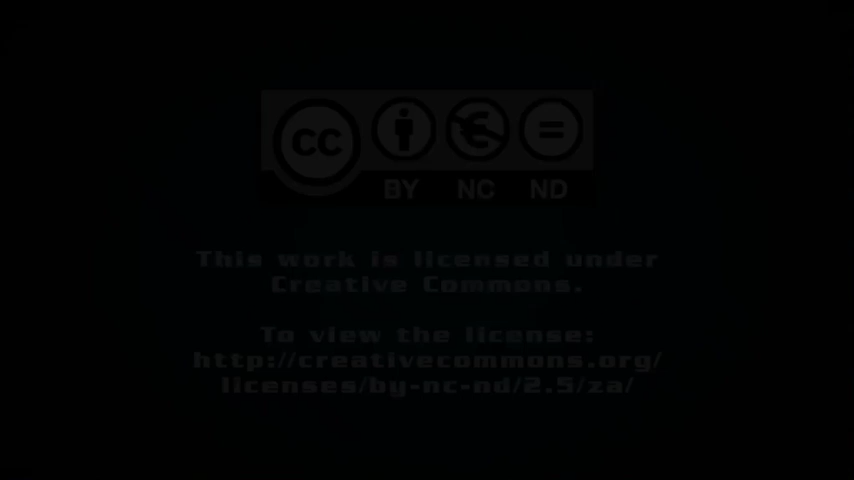 cc
BY NC ND
This work is licensed under
Creative Commons.
To view the license:
http://creativecommons.org/
licenses/by-nc-nd/2.5/za/